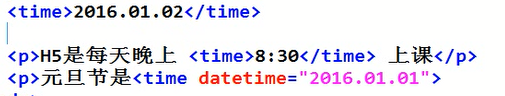 <time>2016.01.02</time>
<p>H5是每天晚上 <time>8:30</time> 上课</p>
<p>元旦节是<time datetime="2016.01.01">